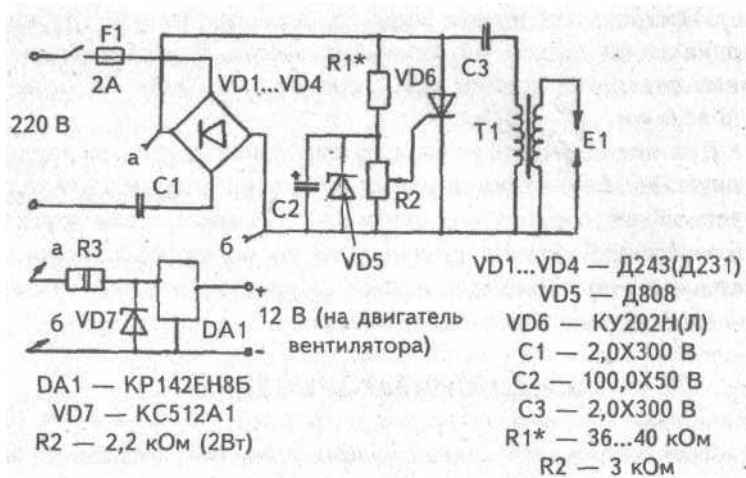 F1
2А
220 В
VD1...VD4
a
C1
R1*
VD6
C3
T1
E1
C2
R2
VD5
б
a
R3
VD7
б
DA1
+
12 В (на двигатель
вентилятора)
DA1 — КР142ЕН8Б
VD7 — КС512А1
R2 — 2,2 кОм (2Вт)
VD1...VD4 — Д243(Д231)
VD5 — Д808
VD6 — КУ202Н(Л)
C1 — 2,0Х300 В
C2 — 100,0Х50 В
C3 — 2,0Х300 В
R1* — 36...40 кОм
R2 — 3 кОм